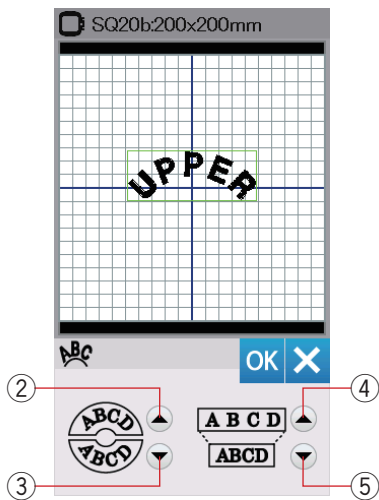 SQ20b:200x200mm
UPPER
ABC
OK
② ABCD A B C D ④
③ ABCD ABCD ⑤